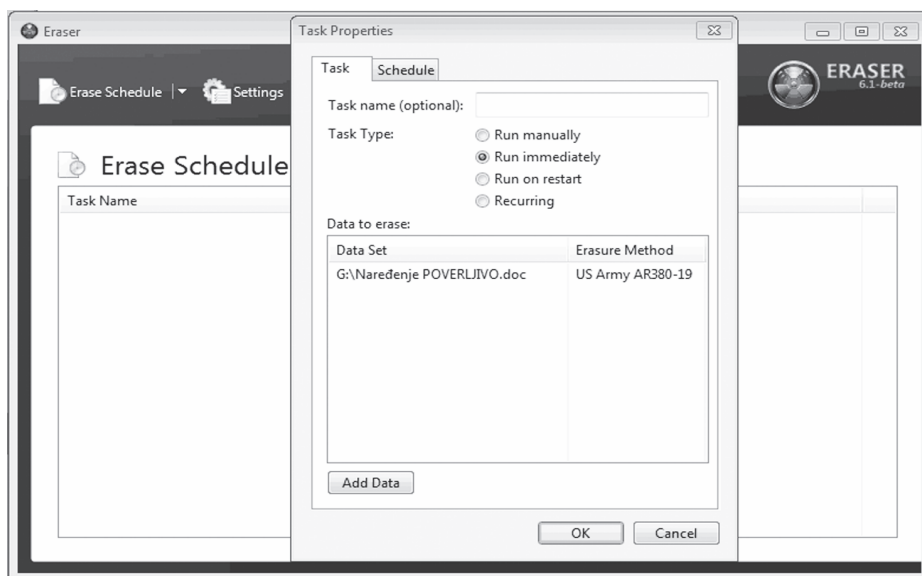 Eraser
Task Properties
Erase Schedule
Settings
ERASER
6.1-beta
Erase Schedule
Task Name
Task
Schedule
Task name (optional):
Task Type:
Run manually
Run immediately
Run on restart
Recurring
Data to erase:
Data Set
Erasure Method
G:\Naređenje POVERLJIVO.doc
US Army AR380-19
Add Data
OK
Cancel